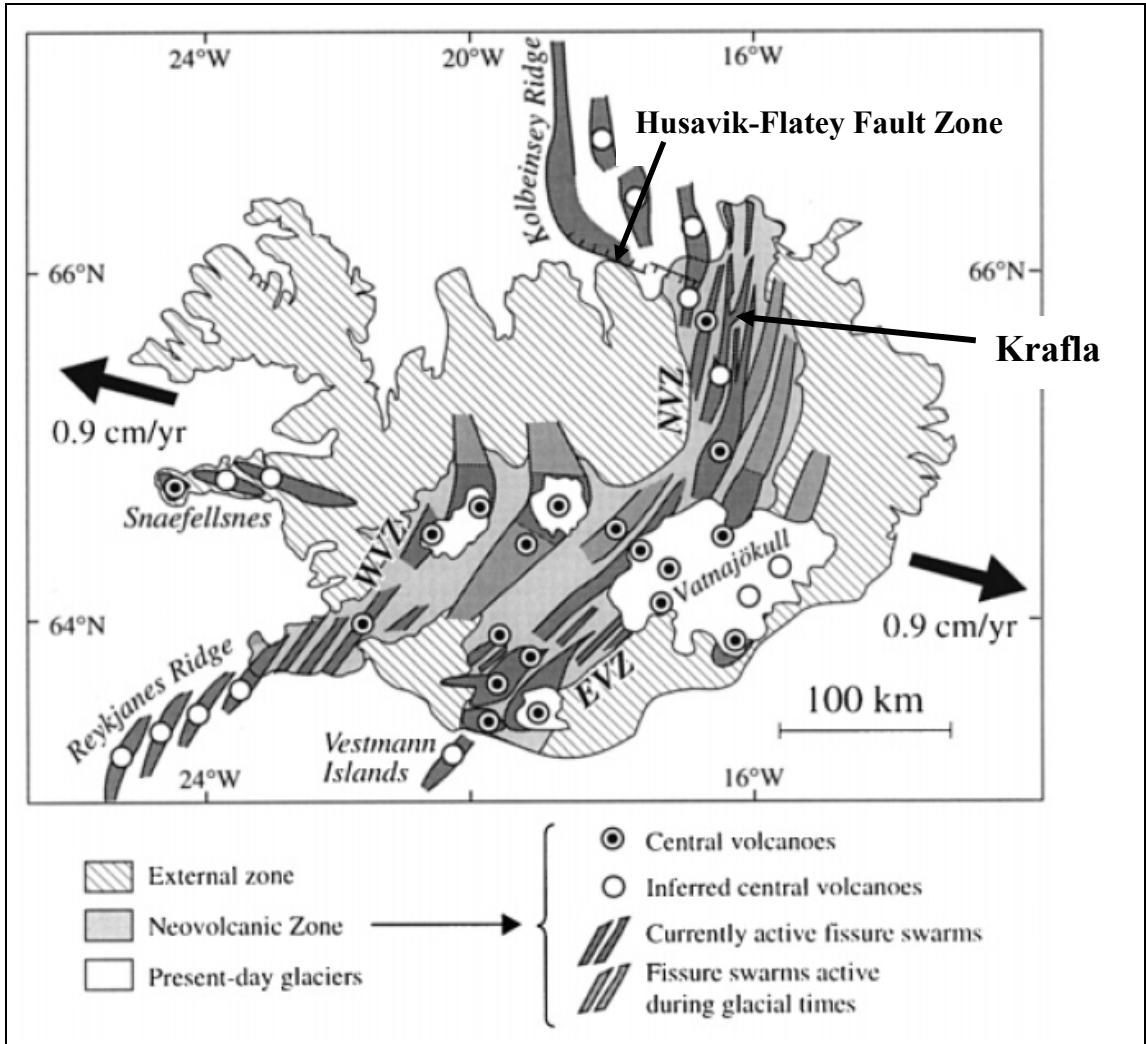 24°W
20°W
16°W
Kolbeinsey Ridge
Husavik-Flatey Fault Zone
66°N
66°N
Krafla
NVZ
0.9 cm/yr
Snaefellsnes
WVZ
Vatnajökull
64°N
0.9 cm/yr
EVZ
Reykjanes Ridge
100 km
Vestmann
Islands
24°W
16°W
External zone
Neovolcanic Zone
Present-day glaciers
Central volcanoes
Inferred central volcanoes
Currently active fissure swarms
Fissure swarms active
during glacial times